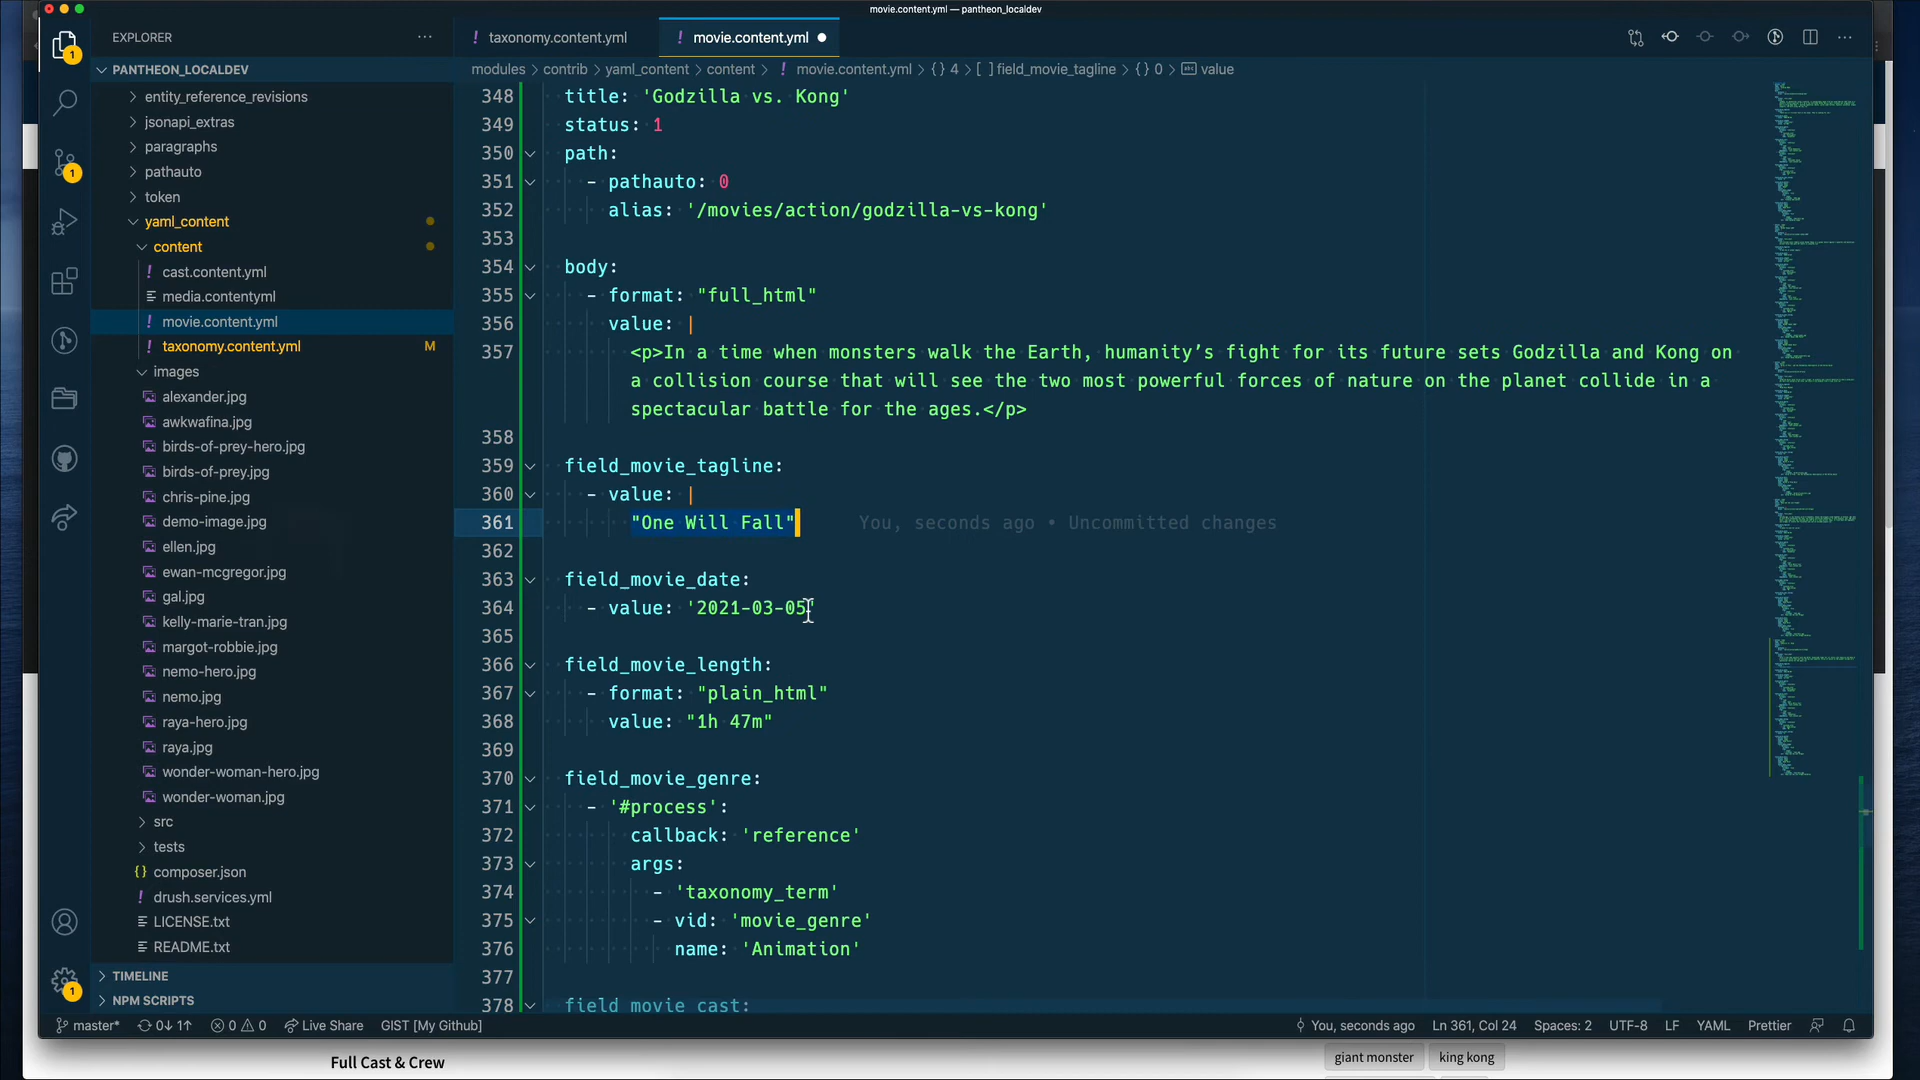 movie.content.yml — pantheon_localdev
EXPLORER
PANTHEON_LOCALDEV
entity_reference_revisions
jsonapi_extras
paragraphs
pathauto
token
yaml_content
content
cast.content.yml
media.contentyml
movie.content.yml
taxonomy.content.yml M
images
alexander.jpg
awkwafina.jpg
birds-of-prey-hero.jpg
birds-of-prey.jpg
chris-pine.jpg
demo-image.jpg
ellen.jpg
ewan-mcgregor.jpg
gal.jpg
kelly-marie-tran.jpg
margot-robbie.jpg
nemo-hero.jpg
nemo.jpg
raya-hero.jpg
raya.jpg
wonder-woman-hero.jpg
wonder-woman.jpg
src
tests
composer.json
drush.services.yml
LICENSE.txt
README.txt
TIMELINE
NPM SCRIPTS
1
1
1
taxonomy.content.yml movie.content.yml
modules > contrib > yaml_content > content > ! movie.content.yml > {} 4 > [ ] field_movie_tagline > {} 0 > value
348 title: 'Godzilla vs. Kong'
349 status: 1
350 path:
351 - pathauto: 0
352 alias: '/movies/action/godzilla-vs-kong'
353
354 body:
355 - format: "full_html"
356 value: |
357 <p>In a time when monsters walk the Earth, humanity’s fight for its future sets Godzilla and Kong on
a collision course that will see the two most powerful forces of nature on the planet collide in a
spectacular battle for the ages.</p>
358
359 field_movie_tagline:
360 - value: |
361 "One Will Fall" You, seconds ago • Uncommitted changes
362
363 field_movie_date:
364 - value: '2021-03-05'
365
366 field_movie_length:
367 - format: "plain_html"
368 value: "1h 47m"
369
370 field_movie_genre:
371 - '#process':
372 callback: 'reference'
373 args:
374 - 'taxonomy_term'
375 - vid: 'movie_genre'
376 name: 'Animation'
377
378 field_movie_cast:
master* 0↓ 1↑ 0 0 Live Share GIST [My Github] You, seconds ago Ln 361, Col 24 Spaces: 2 UTF-8 LF YAML Prettier
Full Cast & Crew
giant monster king kong